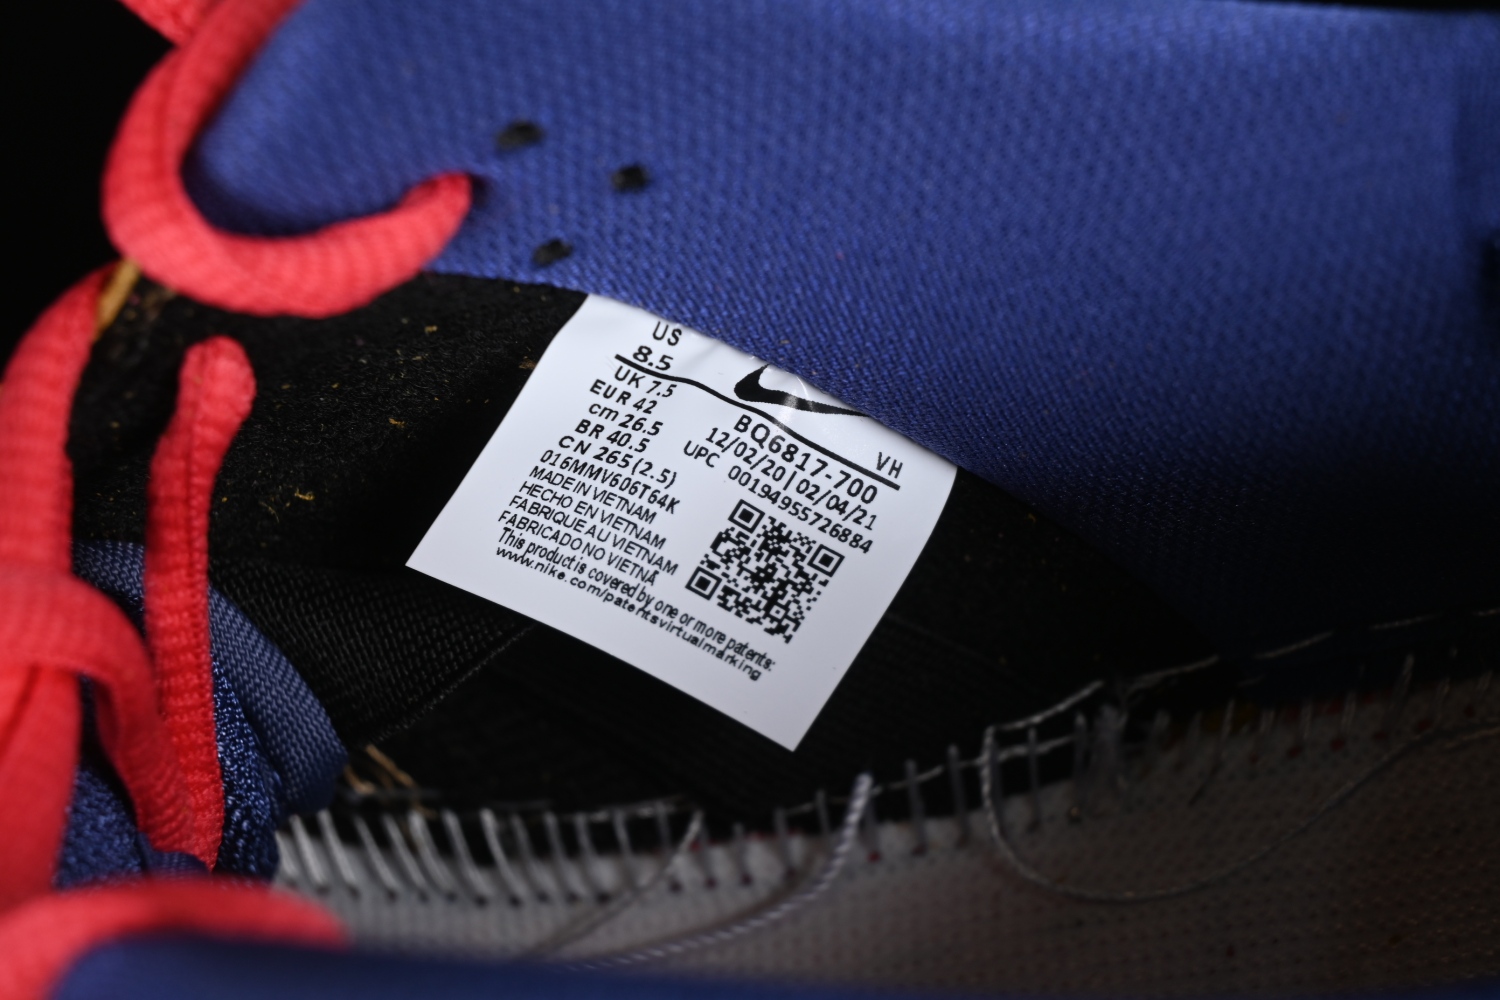 US
8.5
UK 7.5
EUR 42
cm 26.5
BR 40.5
CN 265(2.5)
016MMV606T64K
MADE IN VIETNAM
HECHO EN VIETNAM
FABRIQUE AU VIETNAM
FABRICADO NO VIETNÃ
This product is covered by one or more patents:
www.nike.com/patentsvirtualmarking
VH
BQ6817-700
12/02/20|02/04/21
UPC 00194955726884